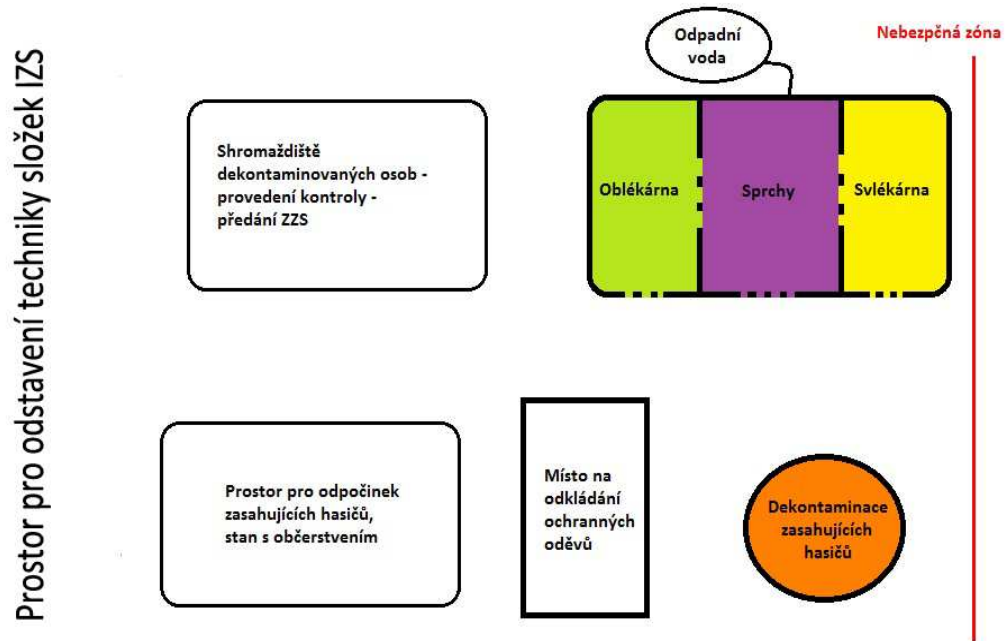 Prostor pro odstavení techniky složek IZS
Odpadní
voda
Nebezpčná zóna
Shromaždiště
dekontaminovaných osob -
provedení kontroly -
předání ZZS
Oblékárna
Sprchy
Svlékárna
Prostor pro odpočinek
zasahujících hasičů,
stan s občerstvením
Místo na
odkládání
ochranných
oděvů
Dekontaminace
zasahujících
hasičů